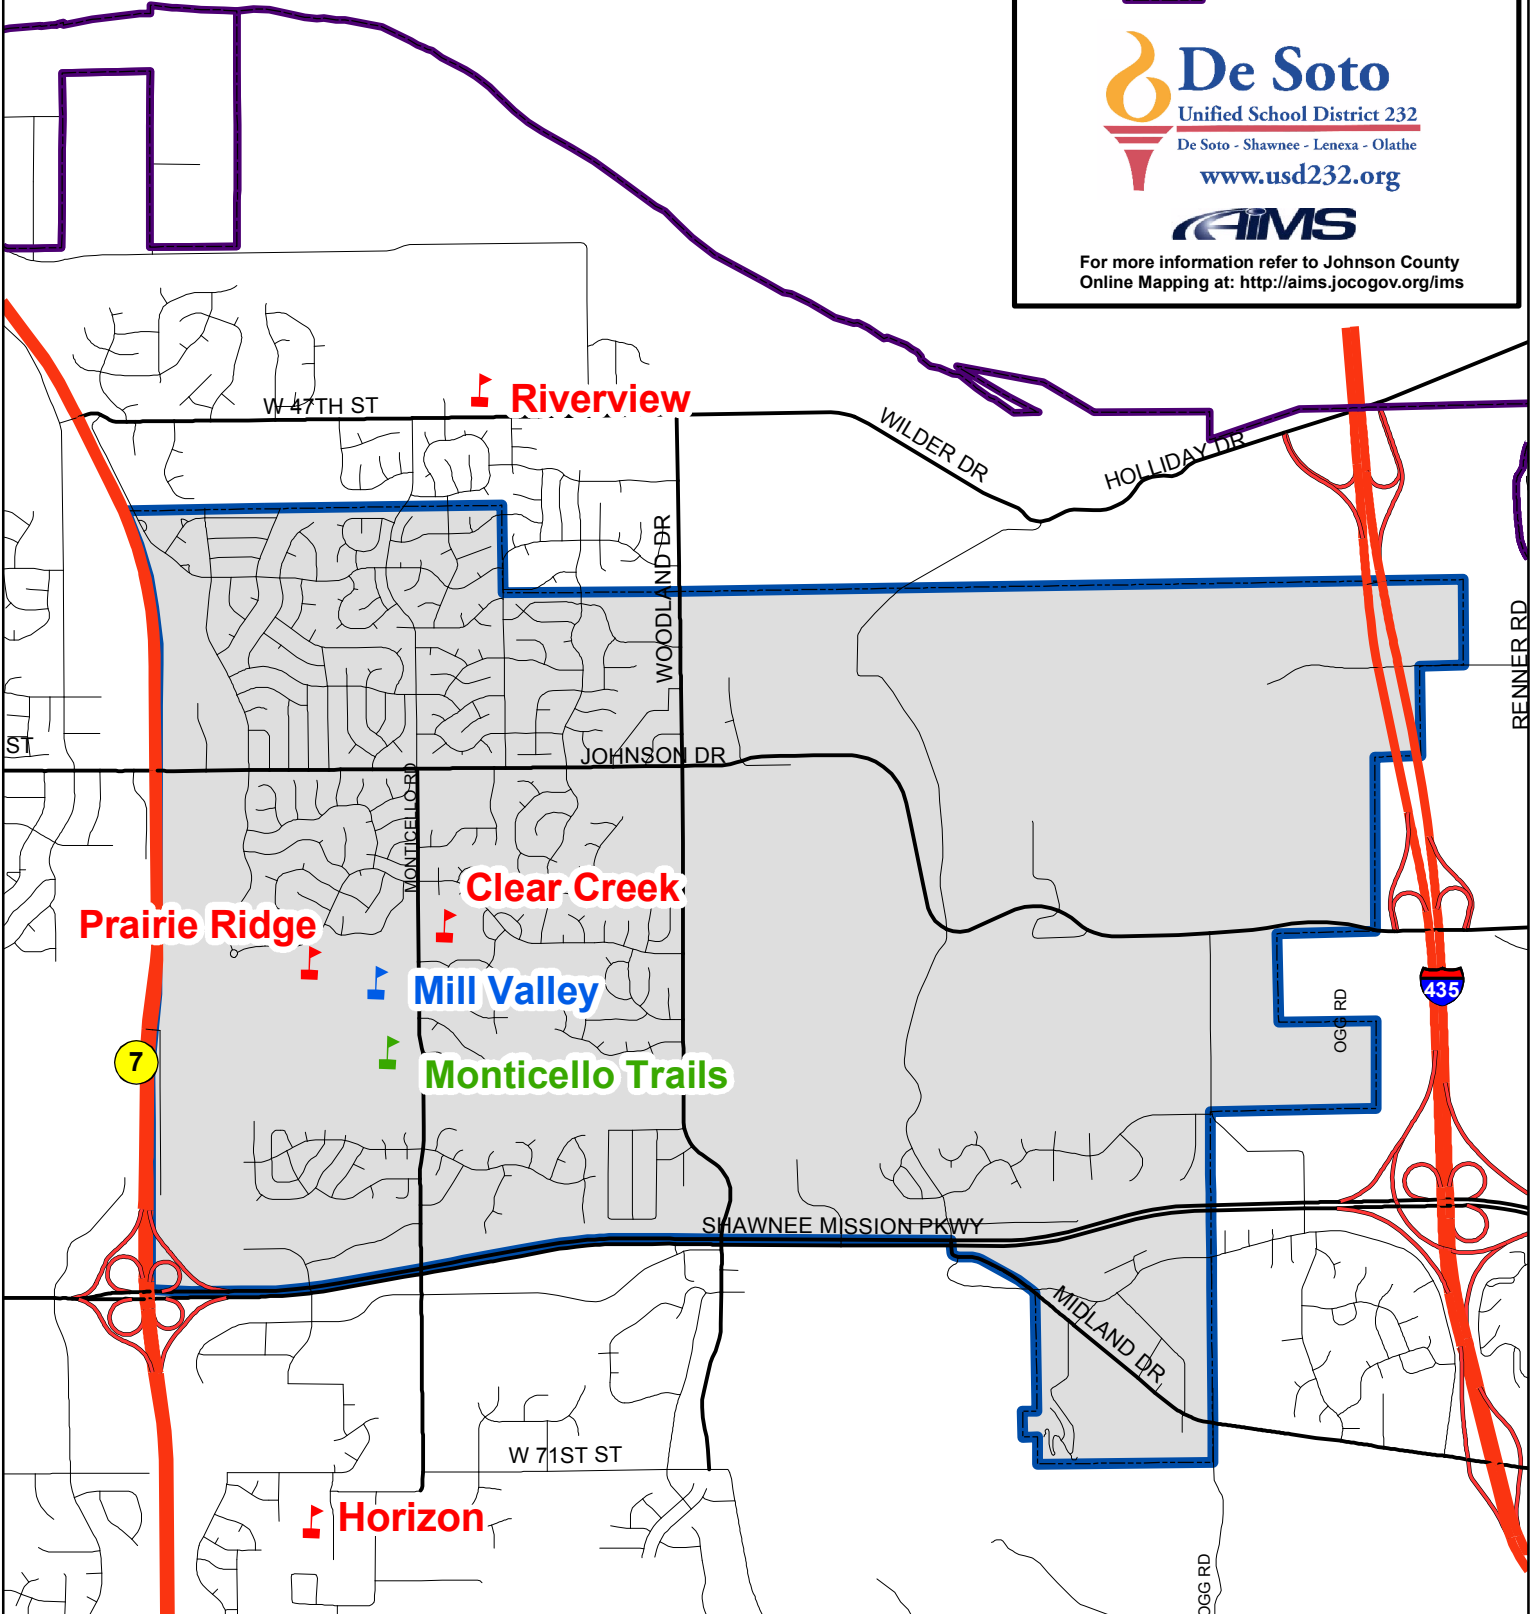 De Soto
Unified School District 232
De Soto - Shawnee - Lenexa - Olathe
www.usd232.org
AiMS
For more information refer to Johnson County
Online Mapping at: http://aims.jocogov.org/ims
Riverview
W 47TH ST
WILDER DR
HOLLIDAY DR
WOODLAND DR
RENNER RD
ST
JOHNSON DR
MONTICELLO RD
Clear Creek
Prairie Ridge
Mill Valley
435
OGG RD
7
Monticello Trails
SHAWNEE MISSION PKWY
MIDLAND DR
W 71ST ST
Horizon
OGG RD